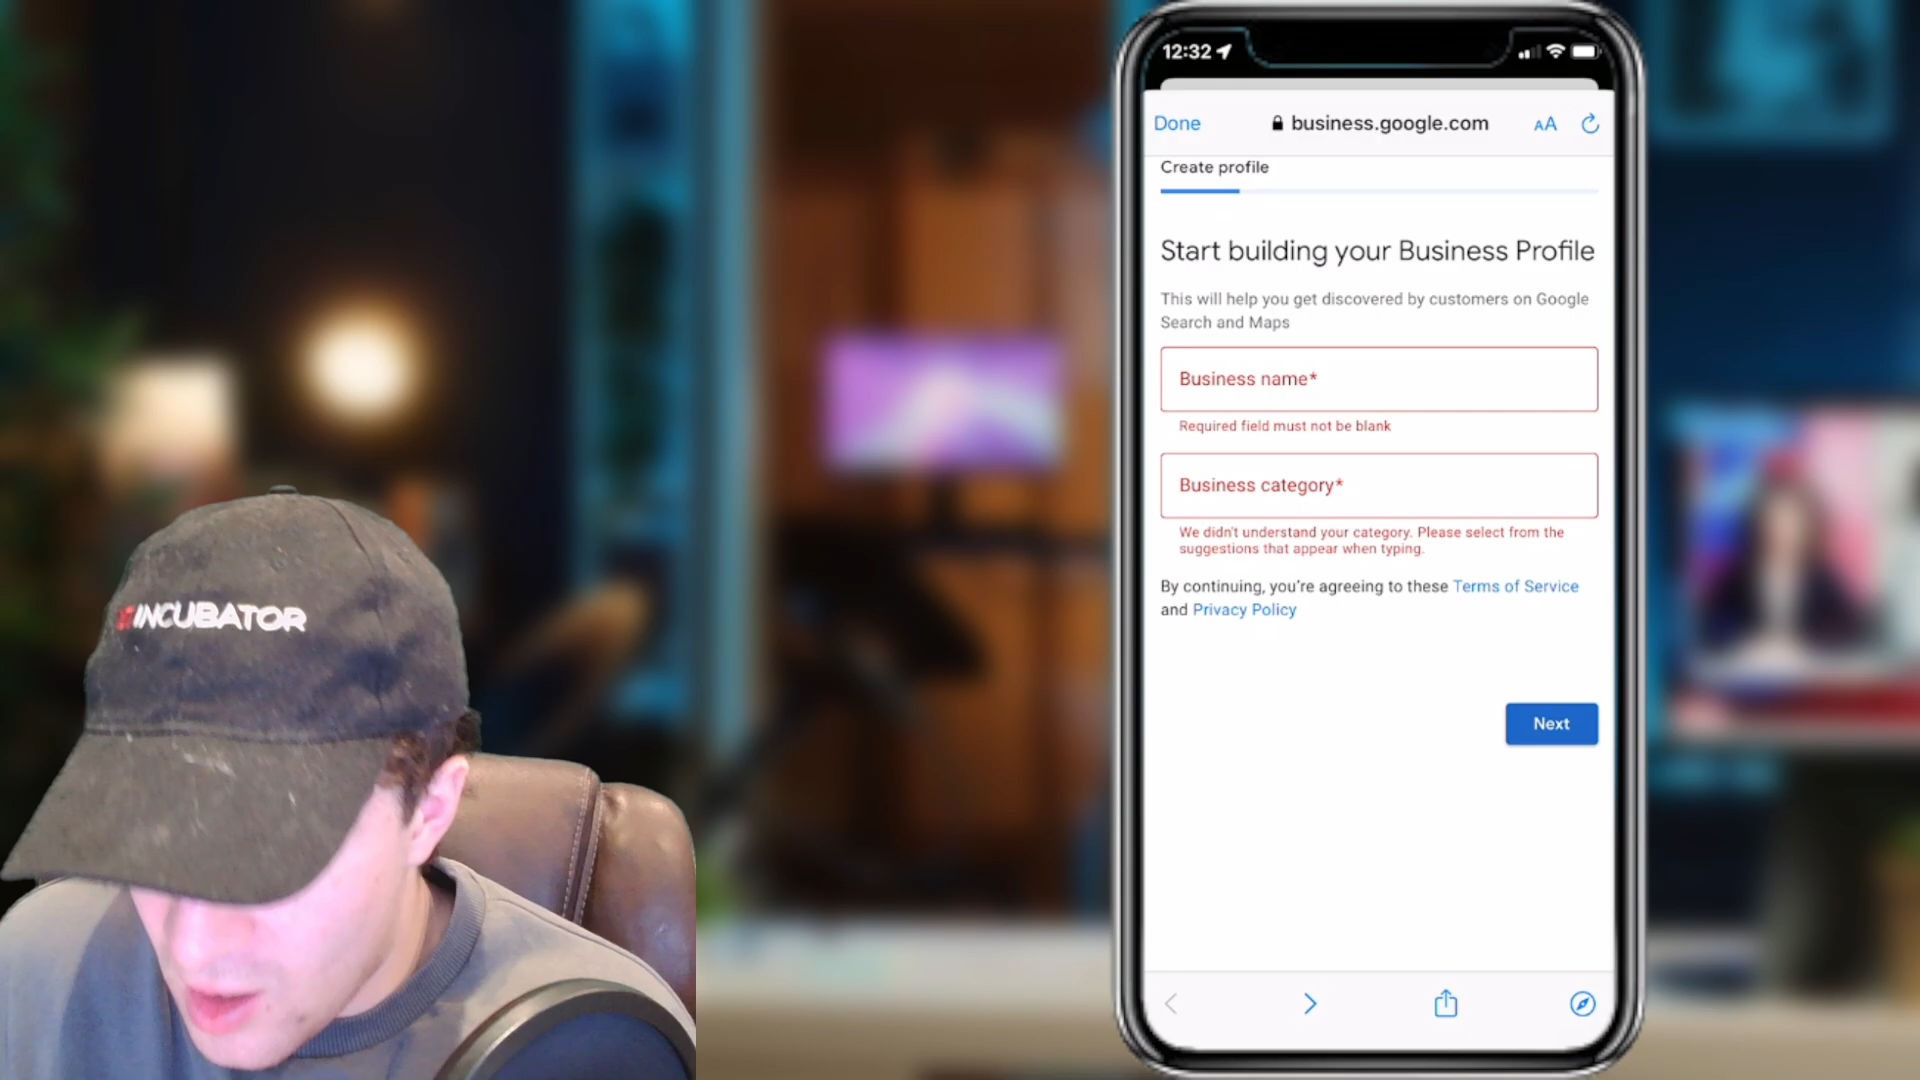 12:32
Done
business.google.com
AA
Create profile
Start building your Business Profile
This will help you get discovered by customers on Google
Search and Maps
Business name*
Required field must not be blank
Business category*
We didn't understand your category. Please select from the
suggestions that appear when typing.
By continuing, you're agreeing to these Terms of Service
and Privacy Policy
Next
INCUBATOR